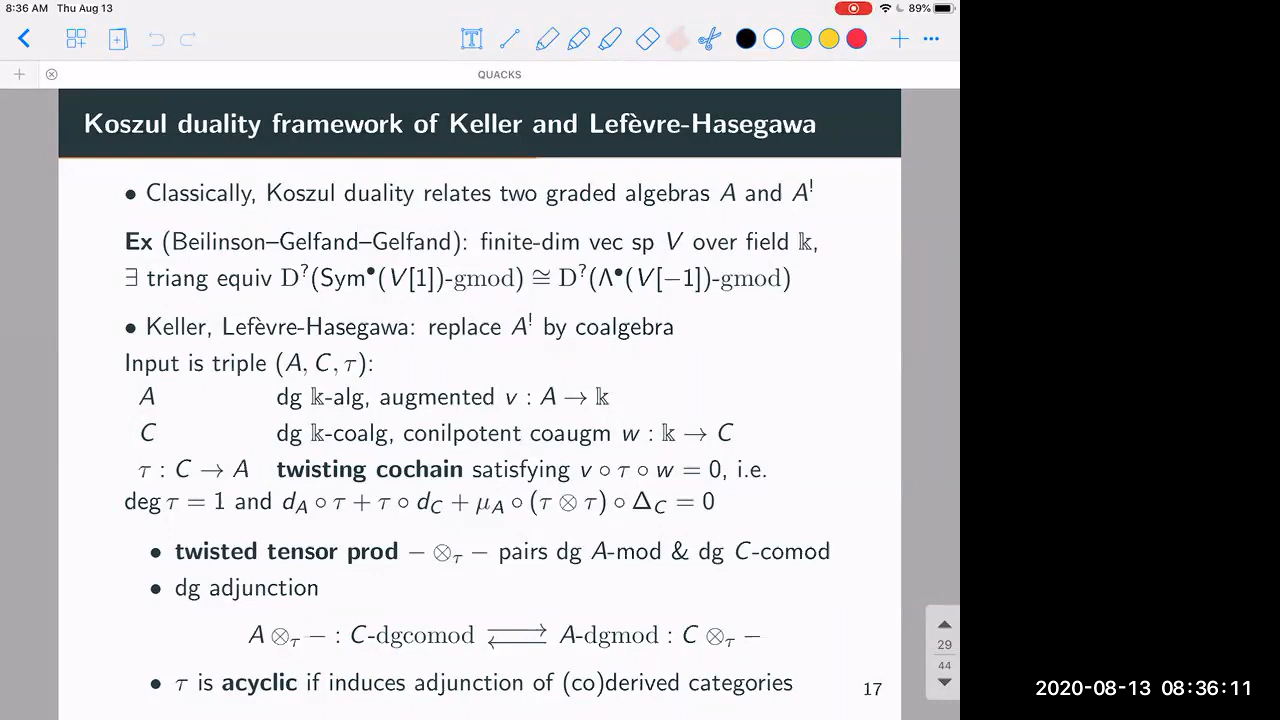 8:36 AM Thu Aug 13
89%
QUACKS
Koszul duality framework of Keller and Lefèvre-Hasegawa
• Classically, Koszul duality relates two graded algebras A and A^!
Ex (Beilinson–Gelfand–Gelfand): finite-dim vec sp V over field 𝕜,
∃ triang equiv D^?(Sym^•(V[1])-gmod) ≅ D^?(Λ^•(V[−1])-gmod)
• Keller, Lefèvre-Hasegawa: replace A^! by coalgebra
Input is triple (A, C, τ):
A dg 𝕜-alg, augmented v : A → 𝕜
C dg 𝕜-coalg, conilpotent coaugm w : 𝕜 → C
τ : C → A twisting cochain satisfying v ∘ τ ∘ w = 0, i.e.
deg τ = 1 and d_A ∘ τ + τ ∘ d_C + μ_A ∘ (τ ⊗ τ) ∘ Δ_C = 0
• twisted tensor prod − ⊗_τ − pairs dg A-mod & dg C-comod
• dg adjunction
A ⊗_τ − : C-dgcomod ⇄ A-dgmod : C ⊗_τ −
• τ is acyclic if induces adjunction of (co)derived categories
17
29
44
2020-08-13 08:36:11